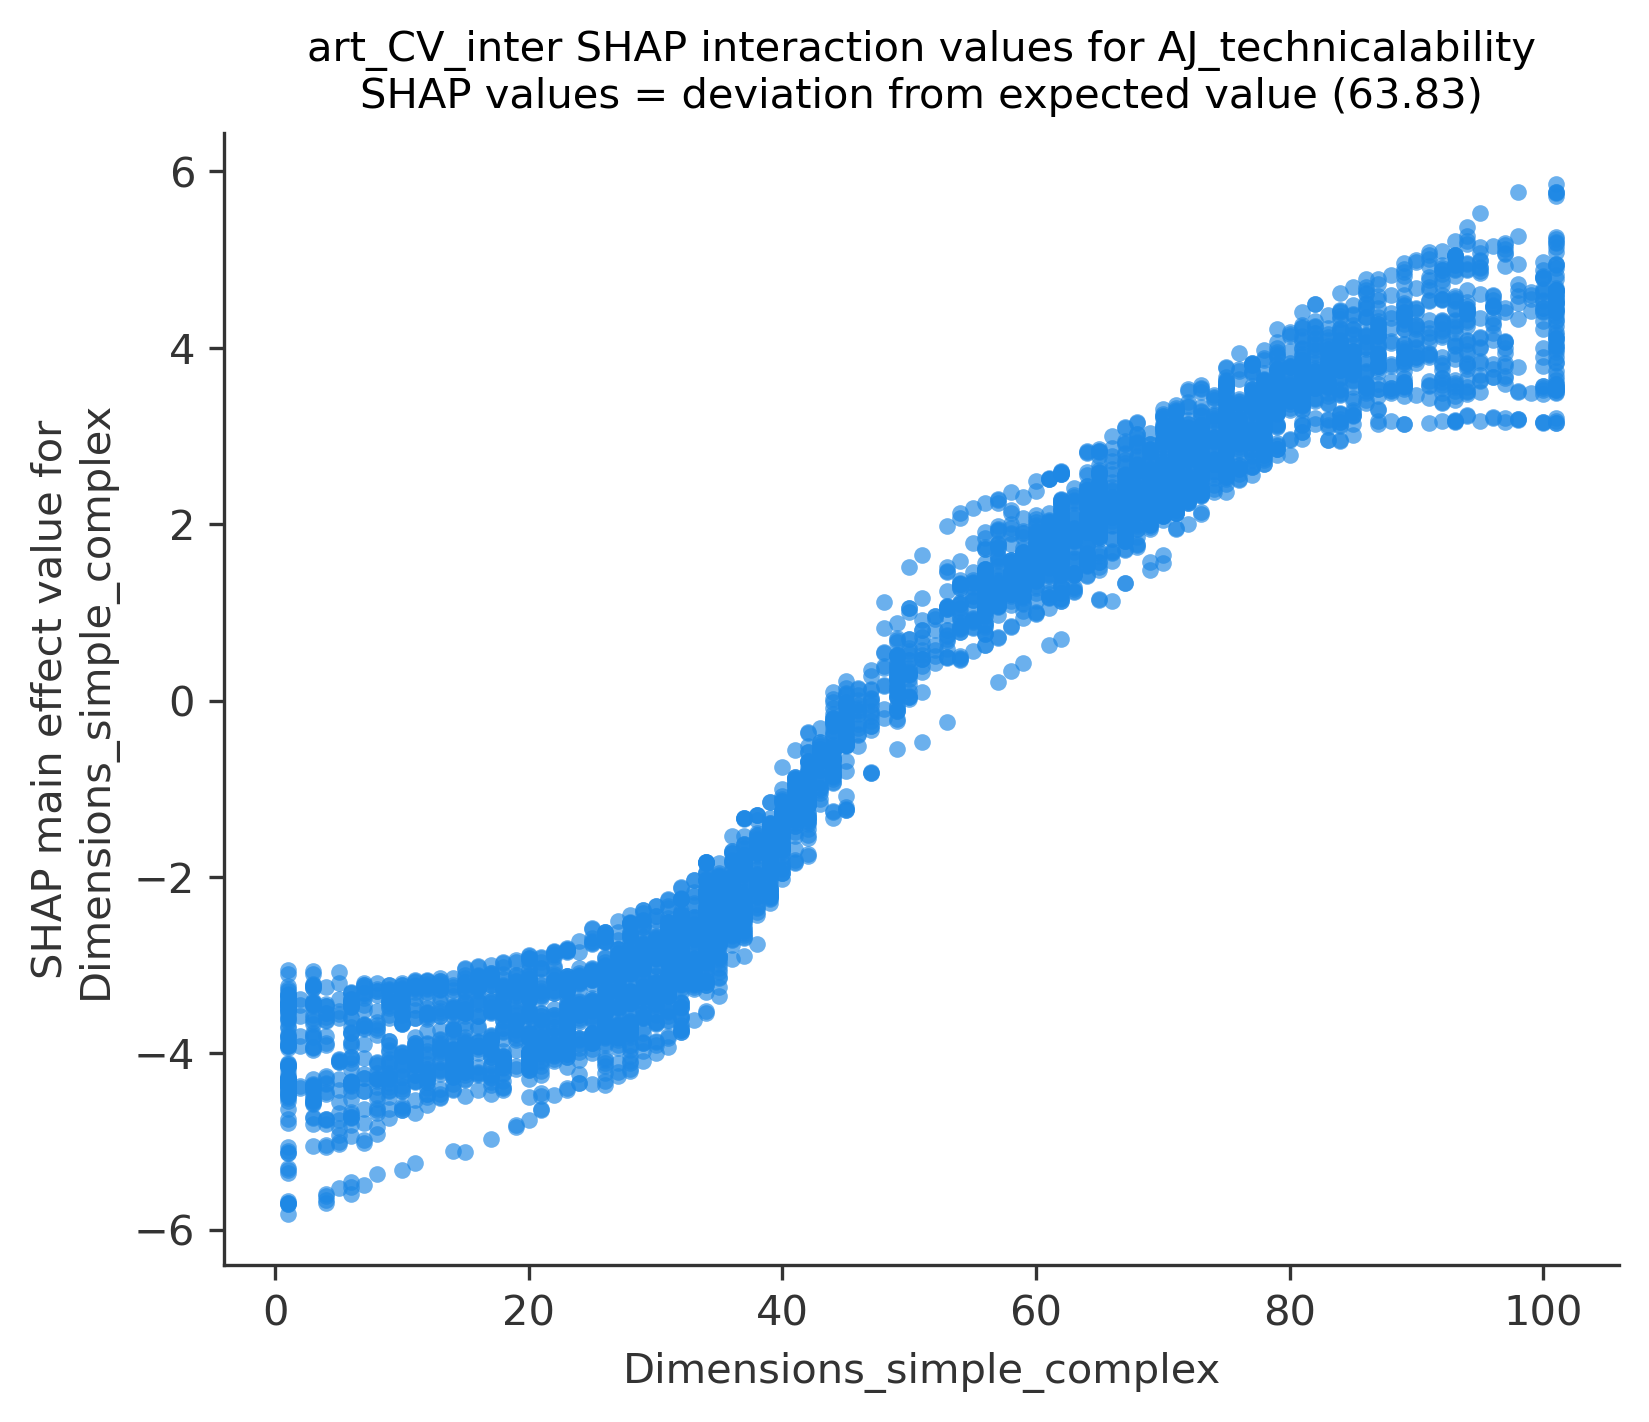 art_CV_inter SHAP interaction values for AJ_technicalability
SHAP values = deviation from expected value (63.83)
SHAP main effect value for
Dimensions_simple_complex
6
4
2
0
−2
−4
−6
0
20
40
60
80
100
Dimensions_simple_complex